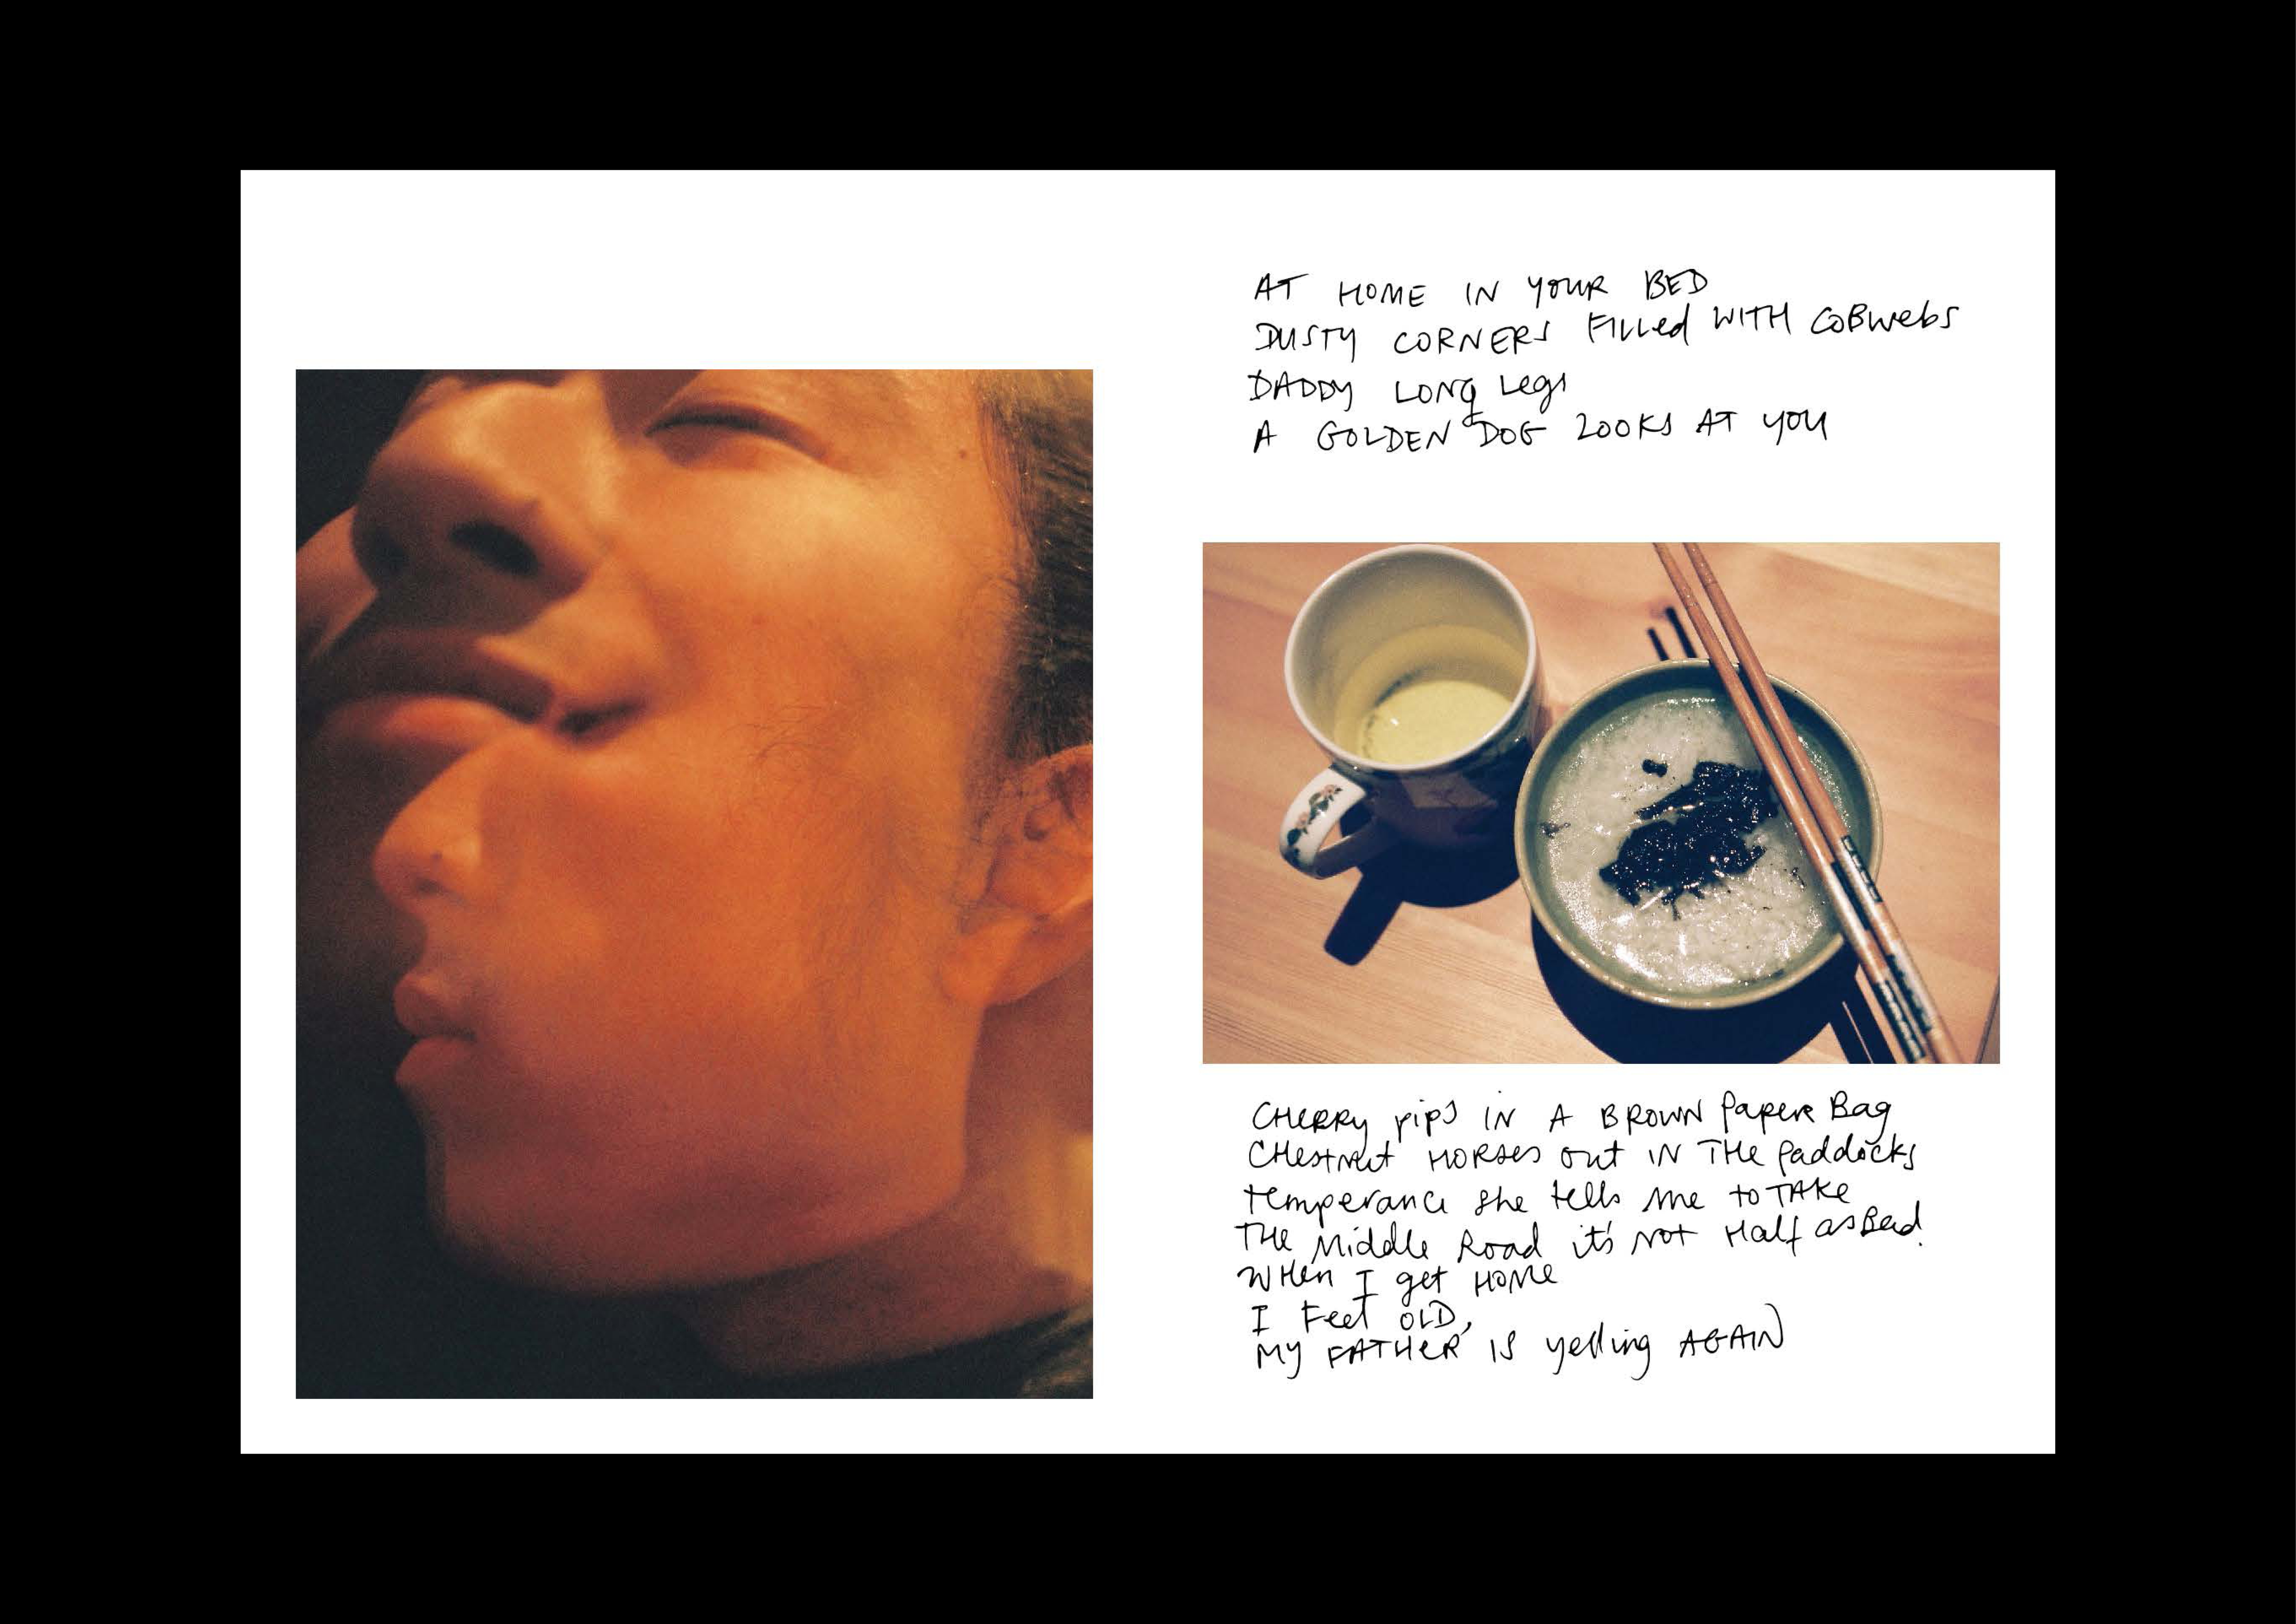 AT HOME IN YOUR BED
DUSTY CORNERS FILLed WITH COBwebs
DADDY LONG Legs
A GOLDEN DOG LOOKS AT YOU
CHERRY pips IN A BROWN PapeR Bag
CHestnut HORSes out IN THe paddocks
temperance she tells me to TAKe
THe Middle Road it's Not Half as Bad.
WHen I get HOMe
I Feel OLD,
MY FATHER IS yelling AGAIN